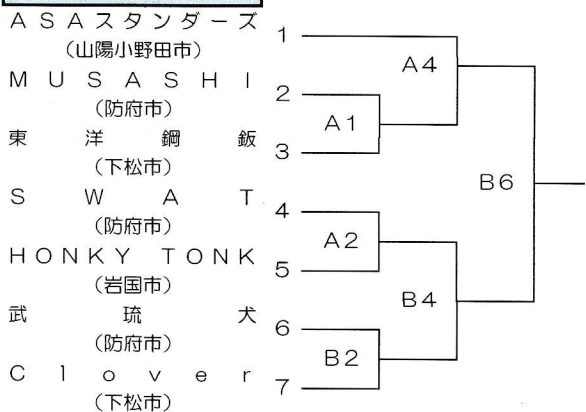 ASAスタンダーズ 1
(山陽小野田市)
A4
MUSASHI 2
(防府市)
A1
東洋鋼鈑 3
(下松市)
B6
SWAT 4
(防府市)
A2
HONKY TONK 5
(岩国市)
B4
武琉犬 6
(防府市)
B2
Clover 7
(下松市)